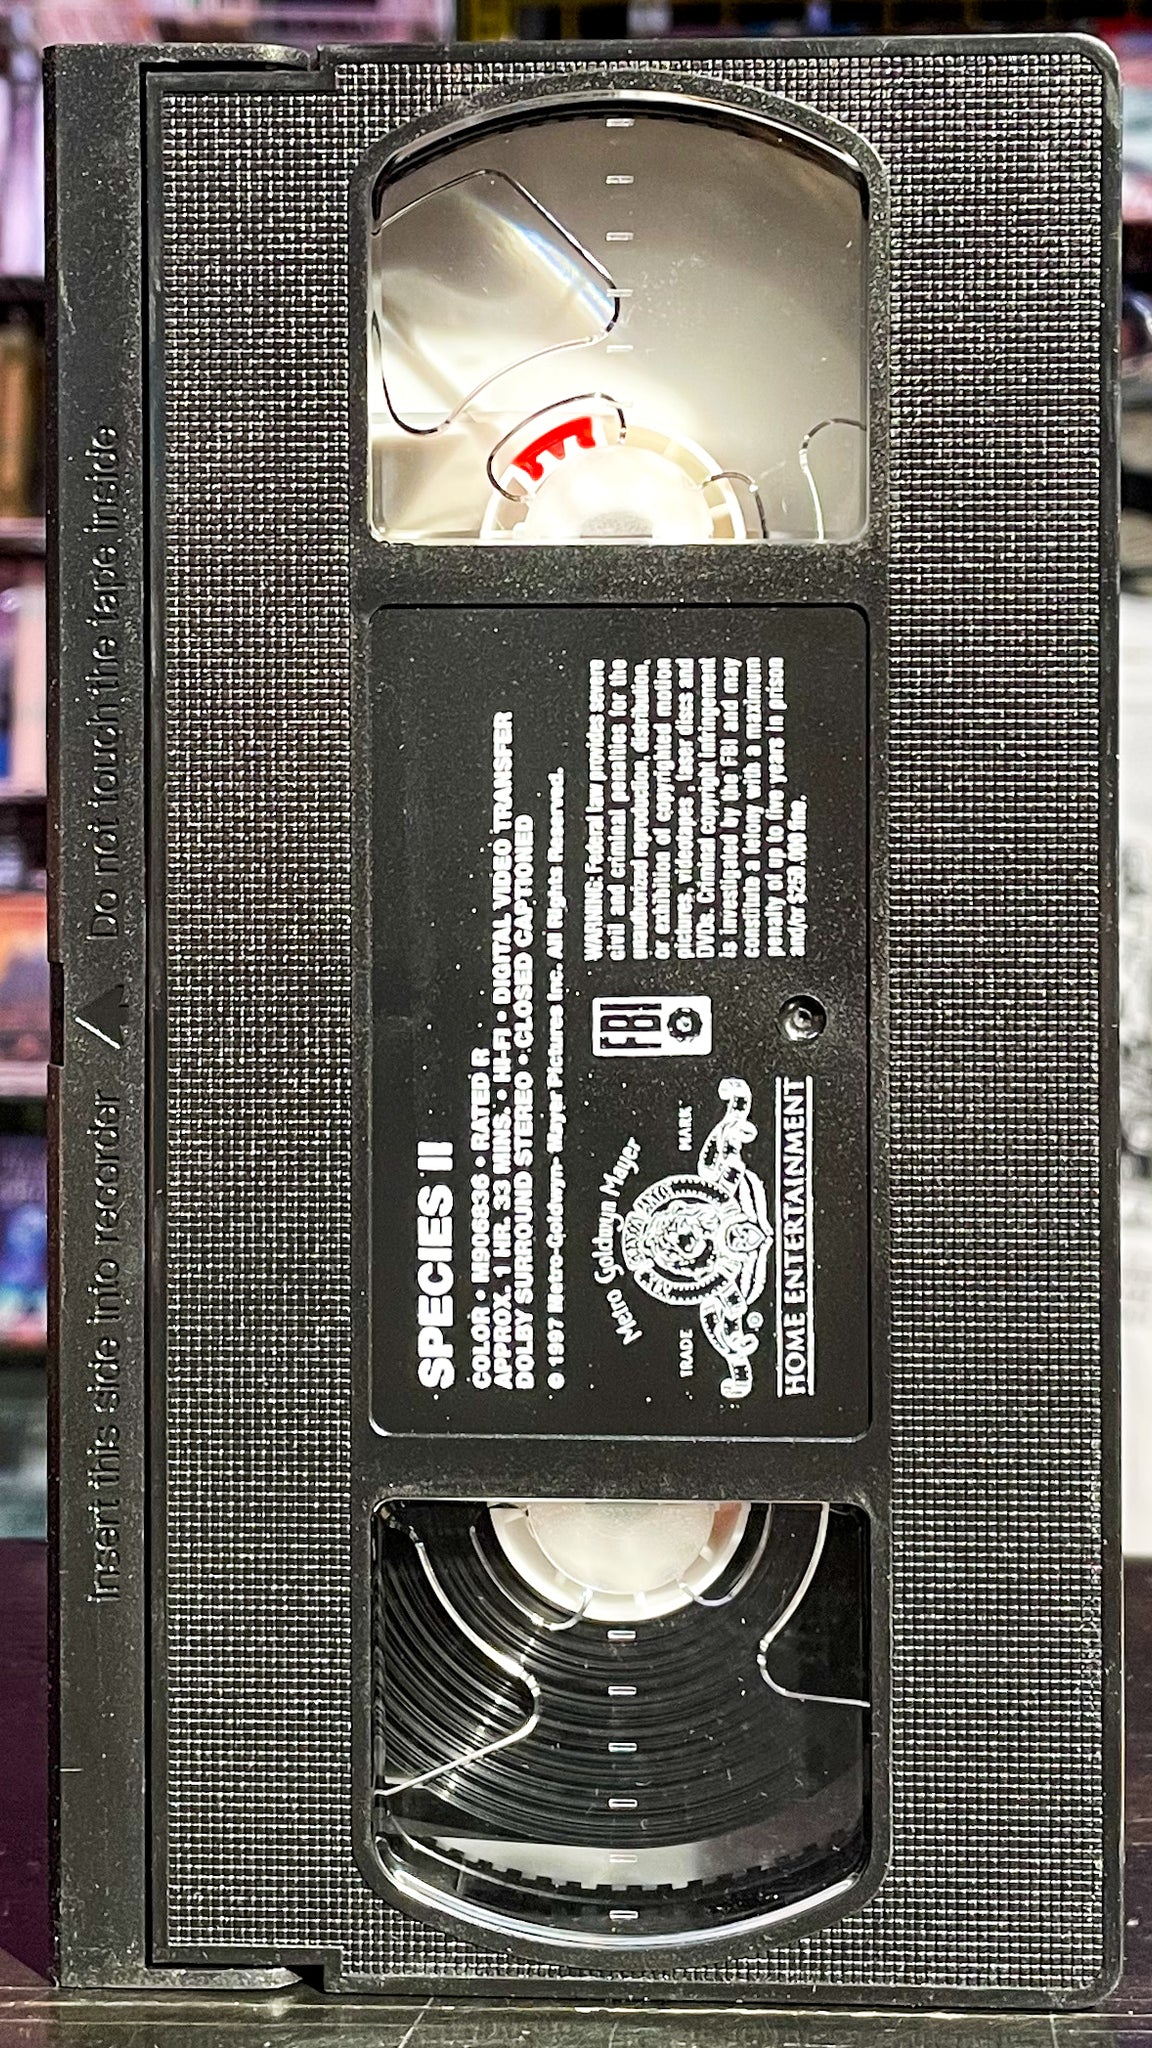 Insert this side into recorder
Do not touch the tape inside
SPECIES II
COLOR • M906836 • RATED R
APPROX. 1 HR. 33 MINS. • HI-FI • DIGITAL VIDEO TRANSFER
DOLBY SURROUND STEREO • CLOSED CAPTIONED
© 1997 Metro-Goldwyn-Mayer Pictures Inc. All Rights Reserved.
Metro Goldwyn Mayer
TRADE MARK
®
HOME ENTERTAINMENT
FBI
WARNING: Federal law provides severe
civil and criminal penalties for the
unauthorized reproduction, distribution,
or exhibition of copyrighted motion
pictures, videotapes, laser discs and
DVDs. Criminal copyright infringement
is investigated by the FBI and may
constitute a felony with a maximum
penalty of up to five years in prison
and/or $250,000 fine.